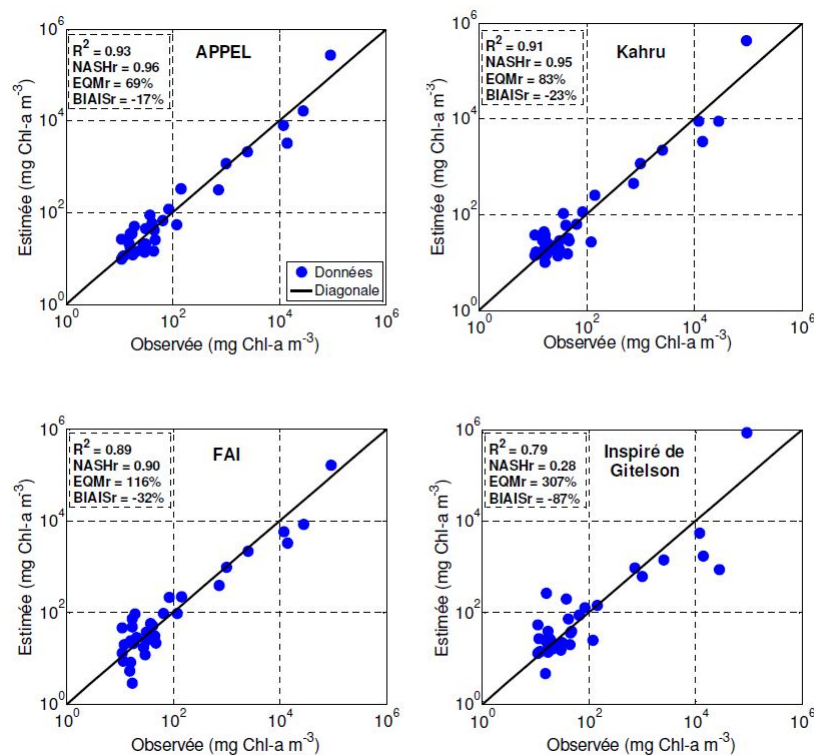 10^6
10^4
10^2
10^0
Estimée (mg Chl-a m^-3)
R^2 = 0.93
NASHr = 0.96
EQMr = 69%
BIAISr = -17%
APPEL
Données
Diagonale
10^0 10^2 10^4 10^6
Observée (mg Chl-a m^-3)
10^6
10^4
10^2
10^0
Estimée (mg Chl-a m^-3)
R^2 = 0.91
NASHr = 0.95
EQMr = 83%
BIAISr = -23%
Kahru
10^0 10^2 10^4 10^6
Observée (mg Chl-a m^-3)
10^6
10^4
10^2
10^0
Estimée (mg Chl-a m^-3)
R^2 = 0.89
NASHr = 0.90
EQMr = 116%
BIAISr = -32%
FAI
10^0 10^2 10^4 10^6
Observée (mg Chl-a m^-3)
10^6
10^4
10^2
10^0
Estimée (mg Chl-a m^-3)
R^2 = 0.79
NASHr = 0.28
EQMr = 307%
BIAISr = -87%
Inspiré de
Gitelson
10^0 10^2 10^4 10^6
Observée (mg Chl-a m^-3)